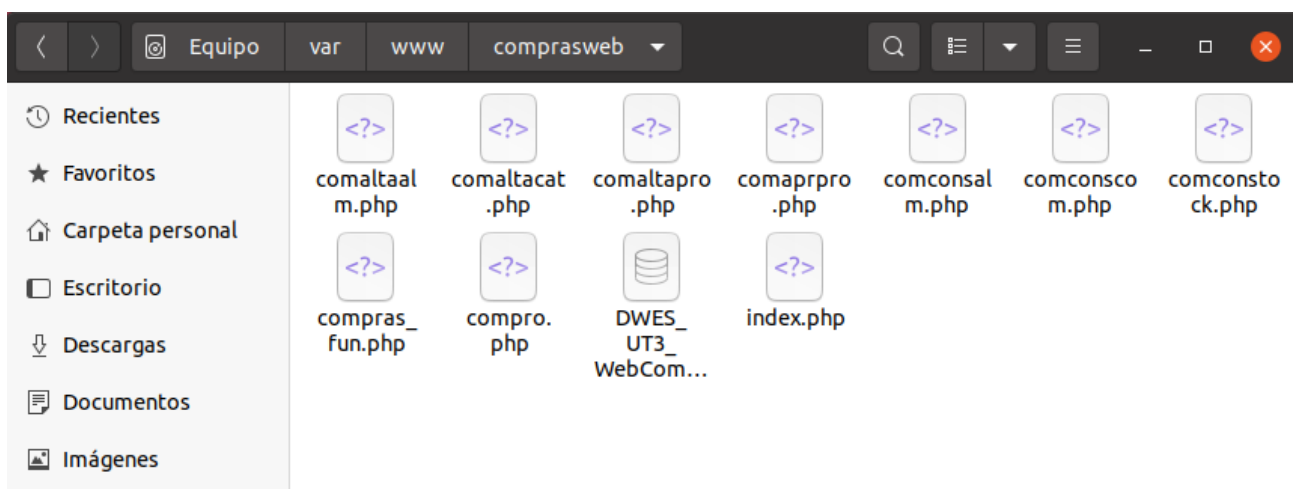 Equipo var www comprasweb
Recientes
Favoritos
Carpeta personal
Escritorio
Descargas
Documentos
Imágenes
<?> <?> <?> <?> <?> <?> <?>
comaltaal comaltacat comaltapro comaprpro comconsal comconsco comconsto
m.php .php .php .php m.php m.php ck.php
<?> <?> <?>
compras_ compro. DWES_ index.php
fun.php php UT3_
WebCom...